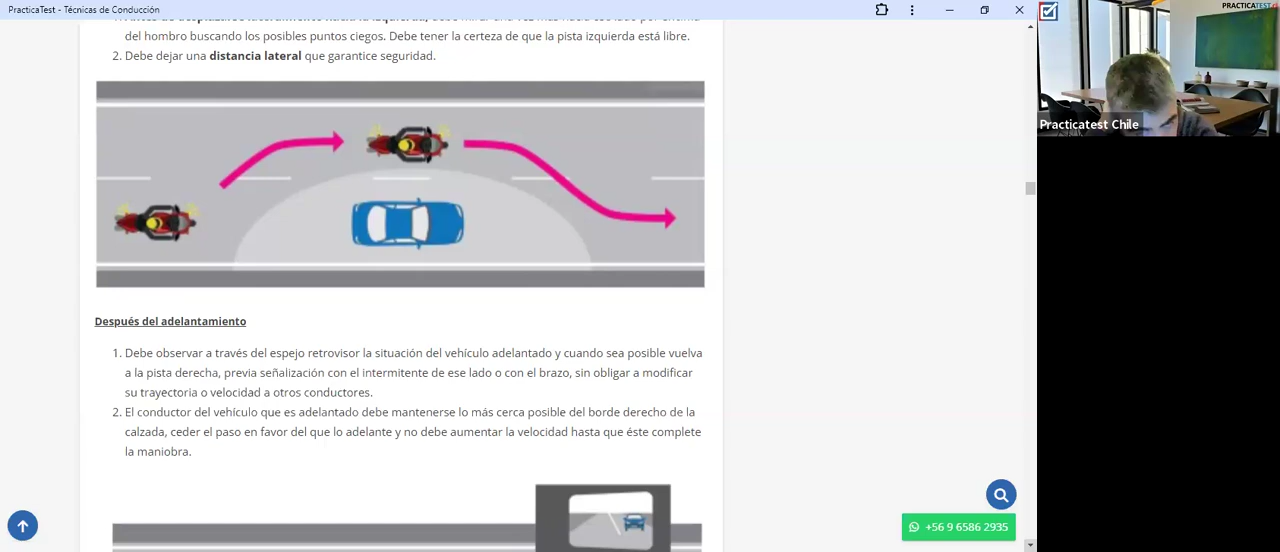 PracticaTest - Técnicas de Conducción
PRACTICATEST
del hombro buscando los posibles puntos ciegos. Debe tener la certeza de que la pista izquierda está libre.
2. Debe dejar una distancia lateral que garantice seguridad.
Practicatest Chile
Después del adelantamiento
1. Debe observar a través del espejo retrovisor la situación del vehículo adelantado y cuando sea posible vuelva
a la pista derecha, previa señalización con el intermitente de ese lado o con el brazo, sin obligar a modificar
su trayectoria o velocidad a otros conductores.
2. El conductor del vehículo que es adelantado debe mantenerse lo más cerca posible del borde derecho de la
calzada, ceder el paso en favor del que lo adelante y no debe aumentar la velocidad hasta que éste complete
la maniobra.
+56 9 6586 2935